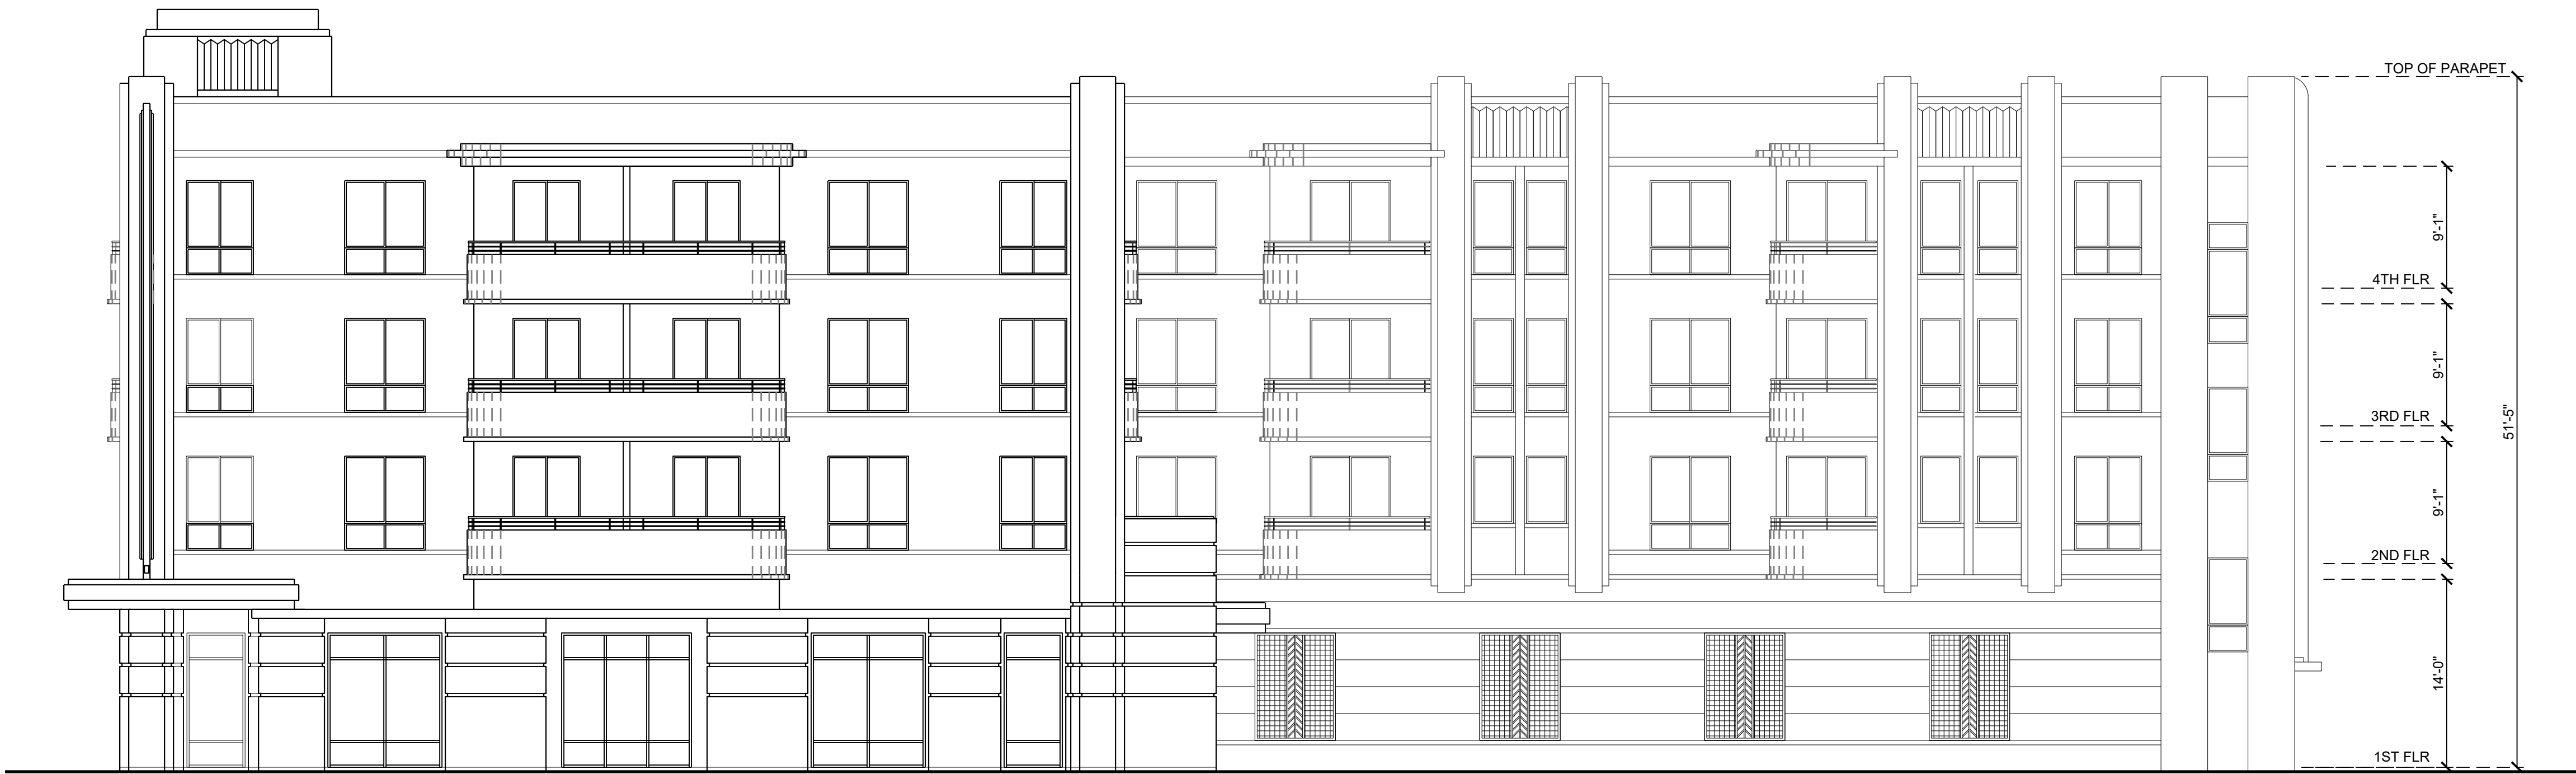 TOP OF PARAPET
9'-1"
4TH FLR
9'-1"
3RD FLR
51'-5"
9'-1"
2ND FLR
14'-0"
1ST FLR